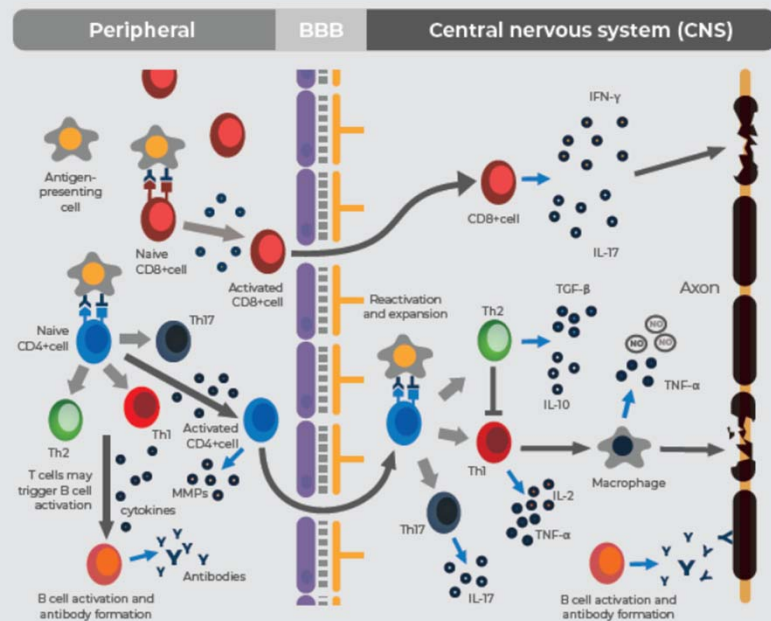 Peripheral
BBB
Central nervous system (CNS)
Antigen-
presenting
cell
Naive
CD8+cell
Activated
CD8+cell
IFN-γ
CD8+cell
IL-17
Axon
Naive
CD4+cell
Th17
Th2
Th1
Activated
CD4+cell
MMPs
T cells may
trigger B cell
activation
cytokines
Antibodies
B cell activation and
antibody formation
Reactivation
and expansion
Th2
TGF-β
IL-10
NO
NO
NO
TNF-α
Th1
Macrophage
IL-2
TNF-α
Th17
IL-17
B cell activation and
antibody formation